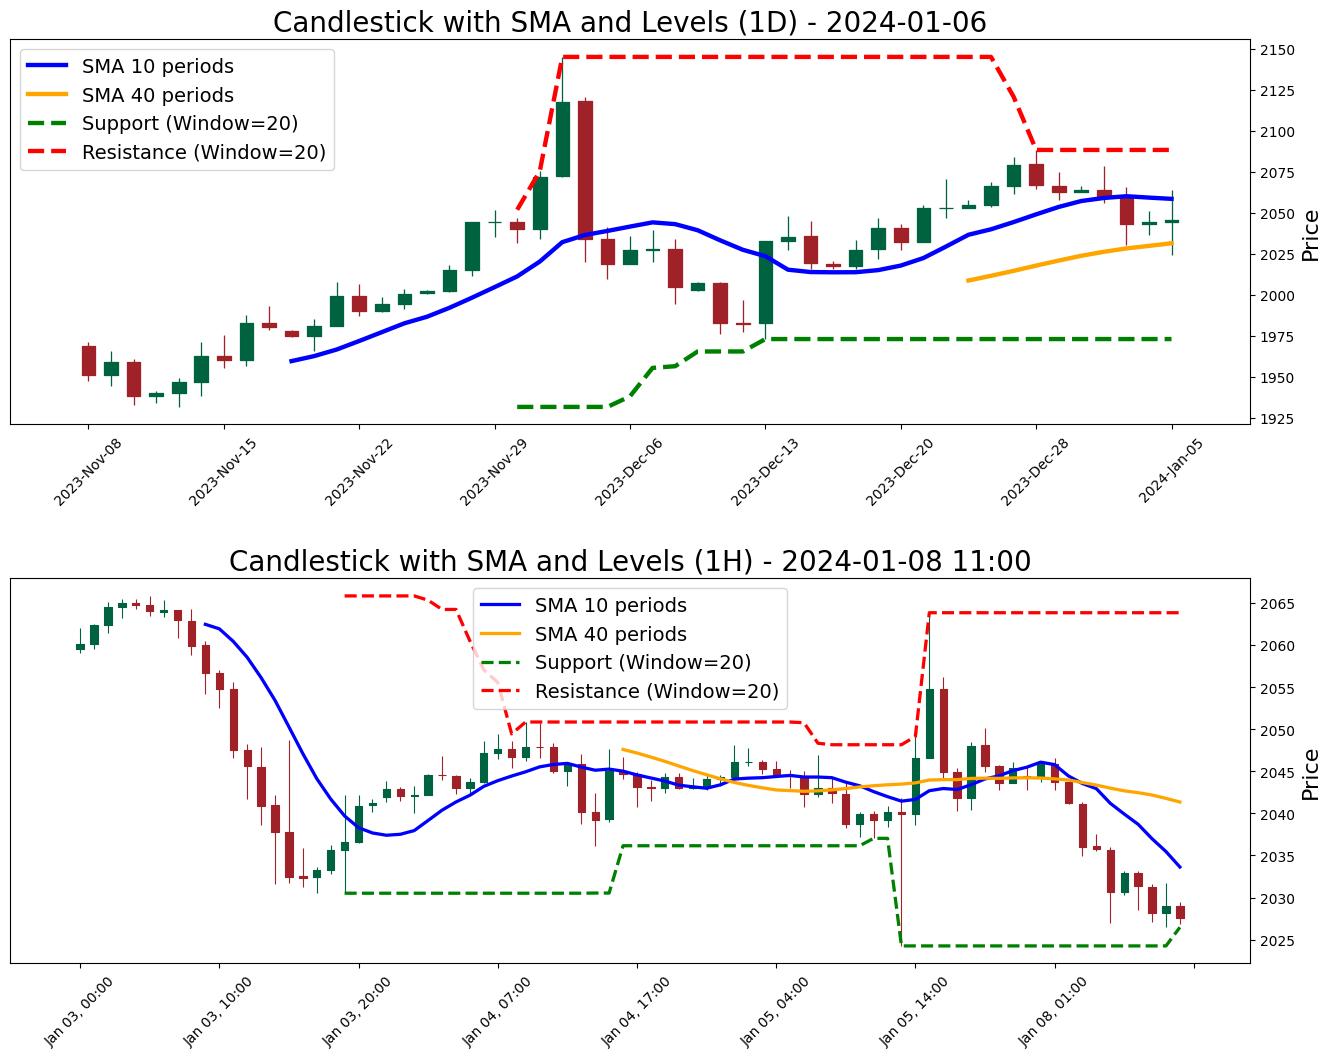 Candlestick with SMA and Levels (1D) - 2024-01-06
SMA 10 periods
SMA 40 periods
Support (Window=20)
Resistance (Window=20)
2150
2125
2100
2075
2050
2025
2000
1975
1950
1925
Price
2023-Nov-08
2023-Nov-15
2023-Nov-22
2023-Nov-29
2023-Dec-06
2023-Dec-13
2023-Dec-20
2023-Dec-28
2024-Jan-05
Candlestick with SMA and Levels (1H) - 2024-01-08 11:00
SMA 10 periods
SMA 40 periods
Support (Window=20)
Resistance (Window=20)
2065
2060
2055
2050
2045
2040
2035
2030
2025
Price
Jan 03, 00:00
Jan 03, 10:00
Jan 03, 20:00
Jan 04, 07:00
Jan 04, 17:00
Jan 05, 04:00
Jan 05, 14:00
Jan 08, 01:00